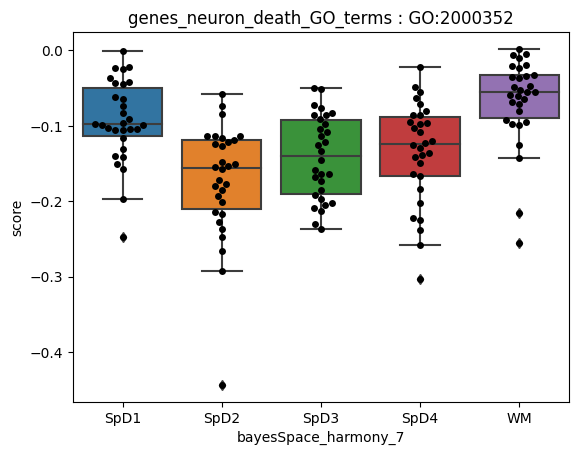 genes_neuron_death_GO_terms : GO:2000352
0.0
−0.1
−0.2
−0.3
−0.4
score
SpD1 SpD2 SpD3 SpD4 WM
bayesSpace_harmony_7